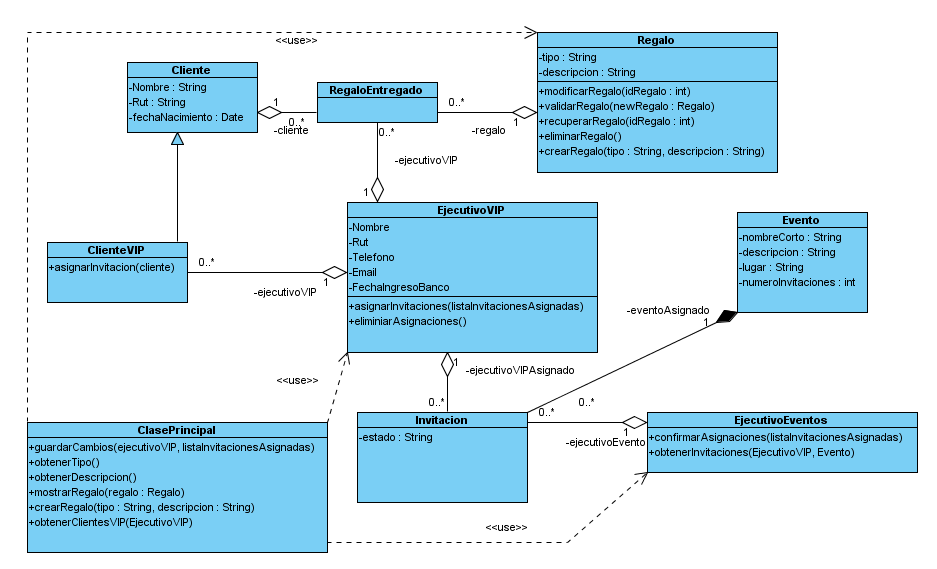 <<use>>
Regalo
-tipo : String
-descripcion : String
+modificarRegalo(idRegalo : int)
+validarRegalo(newRegalo : Regalo)
+recuperarRegalo(idRegalo : int)
+eliminarRegalo()
+crearRegalo(tipo : String, descripcion : String)
Cliente
-Nombre : String
-Rut : String
-fechaNacimiento : Date
1
0..*
-cliente
RegaloEntregado
0..*
1
-regalo
0..*
-ejecutivoVIP
1
EjecutivoVIP
-Nombre
-Rut
-Telefono
-Email
-FechaIngresoBanco
+asignarInvitaciones(listaInvitacionesAsignadas)
+eliminiarAsignaciones()
ClienteVIP
+asignarInvitacion(cliente)
0..*
1
-ejecutivoVIP
Evento
-nombreCorto : String
-descripcion : String
-lugar : String
-numeroInvitaciones : int
-eventoAsignado
1
<<use>>
1
-ejecutivoVIPAsignado
0..*
0..*
0..*
Invitacion
-estado : String
1
-ejecutivoEvento
EjecutivoEventos
+confirmarAsignaciones(listaInvitacionesAsignadas)
+obtenerInvitaciones(EjecutivoVIP, Evento)
ClasePrincipal
+guardarCambios(ejecutivoVIP, listaInvitacionesAsignadas)
+obtenerTipo()
+obtenerDescripcion()
+mostrarRegalo(regalo : Regalo)
+crearRegalo(tipo : String, descripcion : String)
+obtenerClientesVIP(EjecutivoVIP)
<<use>>